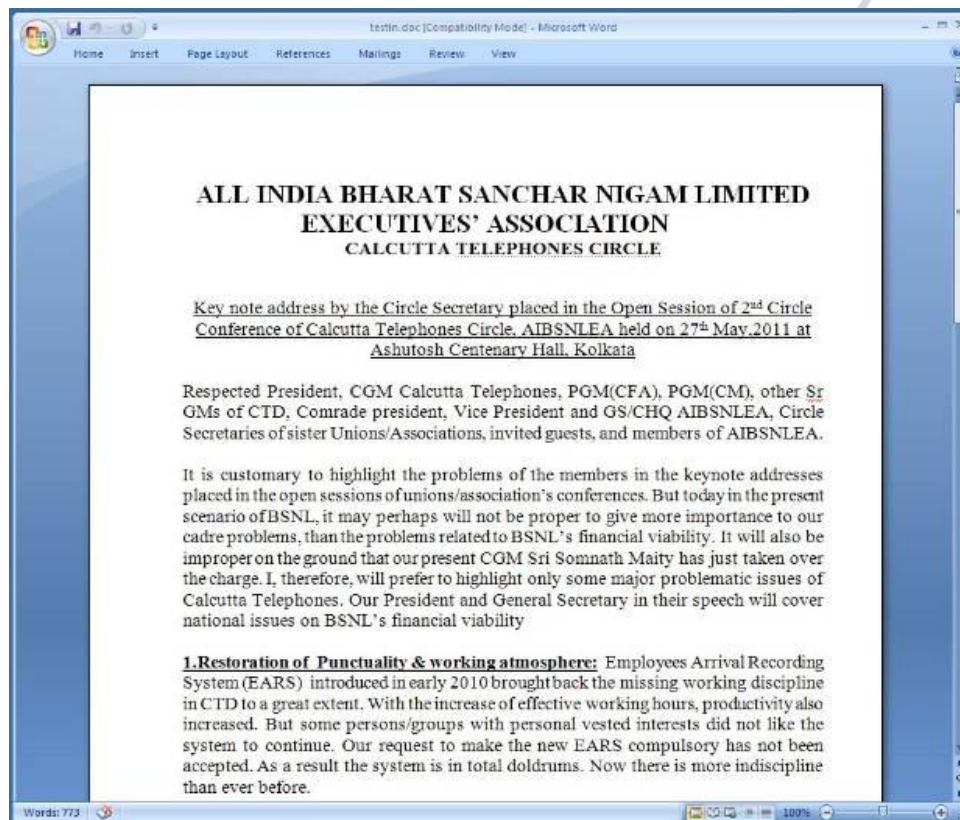 testin.doc [Compatibility Mode] - Microsoft Word
Home Insert Page Layout References Mailings Review View
ALL INDIA BHARAT SANCHAR NIGAM LIMITED
EXECUTIVES’ ASSOCIATION
CALCUTTA TELEPHONES CIRCLE
Key note address by the Circle Secretary placed in the Open Session of 2nd Circle
Conference of Calcutta Telephones Circle, AIBSNLEA held on 27th May,2011 at
Ashutosh Centenary Hall, Kolkata
Respected President, CGM Calcutta Telephones, PGM(CFA), PGM(CM), other Sr
GMs of CTD, Comrade president, Vice President and GS/CHQ AIBSNLEA, Circle
Secretaries of sister Unions/Associations, invited guests, and members of AIBSNLEA.
It is customary to highlight the problems of the members in the keynote addresses
placed in the open sessions of unions/association’s conferences. But today in the present
scenario of BSNL, it may perhaps will not be proper to give more importance to our
cadre problems, than the problems related to BSNL’s financial viability. It will also be
improper on the ground that our present CGM Sri Somnath Maity has just taken over
the charge. I, therefore, will prefer to highlight only some major problematic issues of
Calcutta Telephones. Our President and General Secretary in their speech will cover
national issues on BSNL’s financial viability
1.Restoration of Punctuality & working atmosphere: Employees Arrival Recording
System (EARS) introduced in early 2010 brought back the missing working discipline
in CTD to a great extent. With the increase of effective working hours, productivity also
increased. But some persons/groups with personal vested interests did not like the
system to continue. Our request to make the new EARS compulsory has not been
accepted. As a result the system is in total doldrums. Now there is more indiscipline
than ever before.
Words: 773 100%